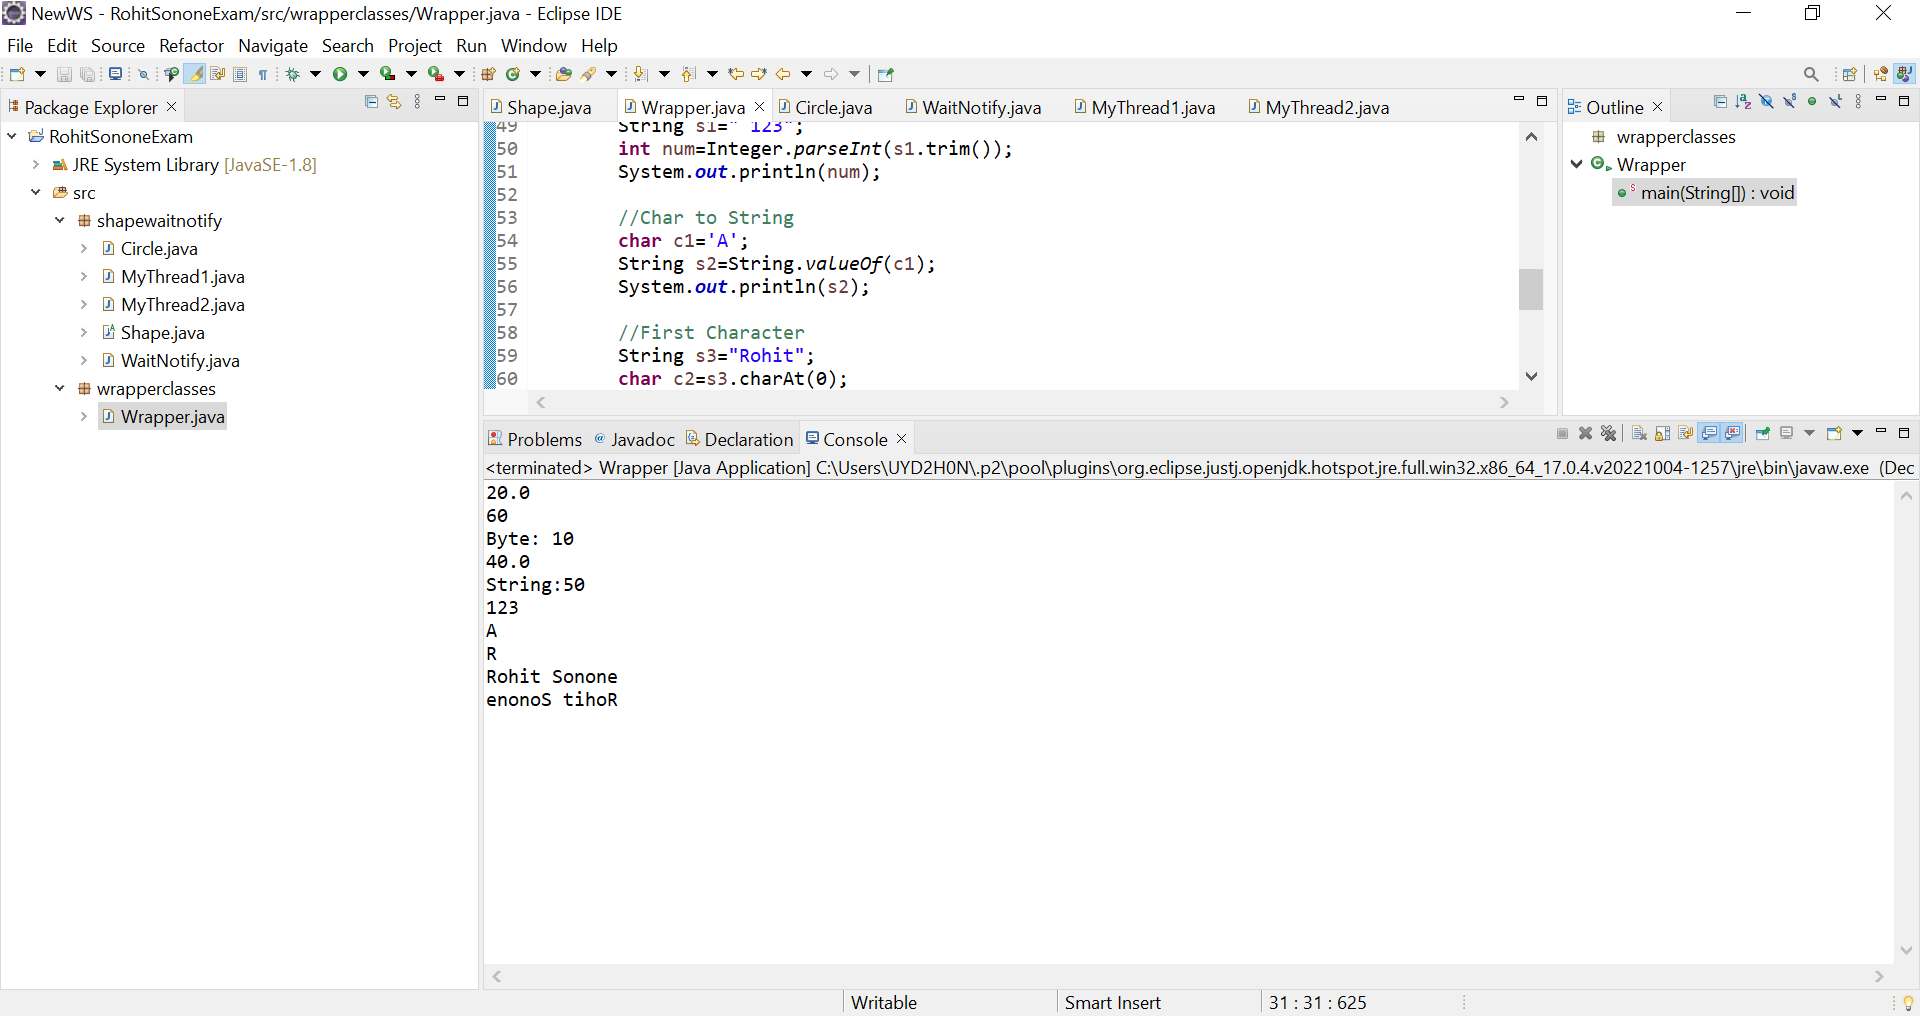 NewWS - RohitSononeExam/src/wrapperclasses/Wrapper.java - Eclipse IDE
File Edit Source Refactor Navigate Search Project Run Window Help
Package Explorer
RohitSononeExam
JRE System Library [JavaSE-1.8]
src
shapewaitnotify
Circle.java
MyThread1.java
MyThread2.java
Shape.java
WaitNotify.java
wrapperclasses
Wrapper.java
Shape.java Wrapper.java Circle.java WaitNotify.java MyThread1.java MyThread2.java
49 String s1=" 123";
50 int num=Integer.parseInt(s1.trim());
51 System.out.println(num);
52
53 //Char to String
54 char c1='A';
55 String s2=String.valueOf(c1);
56 System.out.println(s2);
57
58 //First Character
59 String s3="Rohit";
60 char c2=s3.charAt(0);
Outline
wrapperclasses
Wrapper
main(String[]) : void
Problems @ Javadoc Declaration Console
<terminated> Wrapper [Java Application] C:\Users\UYD2H0N\.p2\pool\plugins\org.eclipse.justj.openjdk.hotspot.jre.full.win32.x86_64_17.0.4.v20221004-1257\jre\bin\javaw.exe (Dec
20.0
60
Byte: 10
40.0
String:50
123
A
R
Rohit Sonone
enonoS tihoR
Writable Smart Insert 31 : 31 : 625